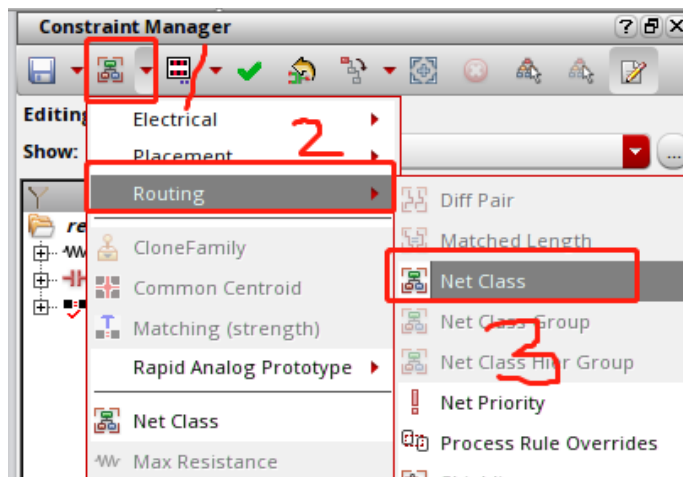 Constraint Manager
Editing
Show:
Electrical
Placement
Routing
CloneFamily
Common Centroid
Matching (strength)
Rapid Analog Prototype
Net Class
Max Resistance
Diff Pair
Matched Length
Net Class
Net Class Group
Net Class Hier Group
Net Priority
Process Rule Overrides
1
2
3